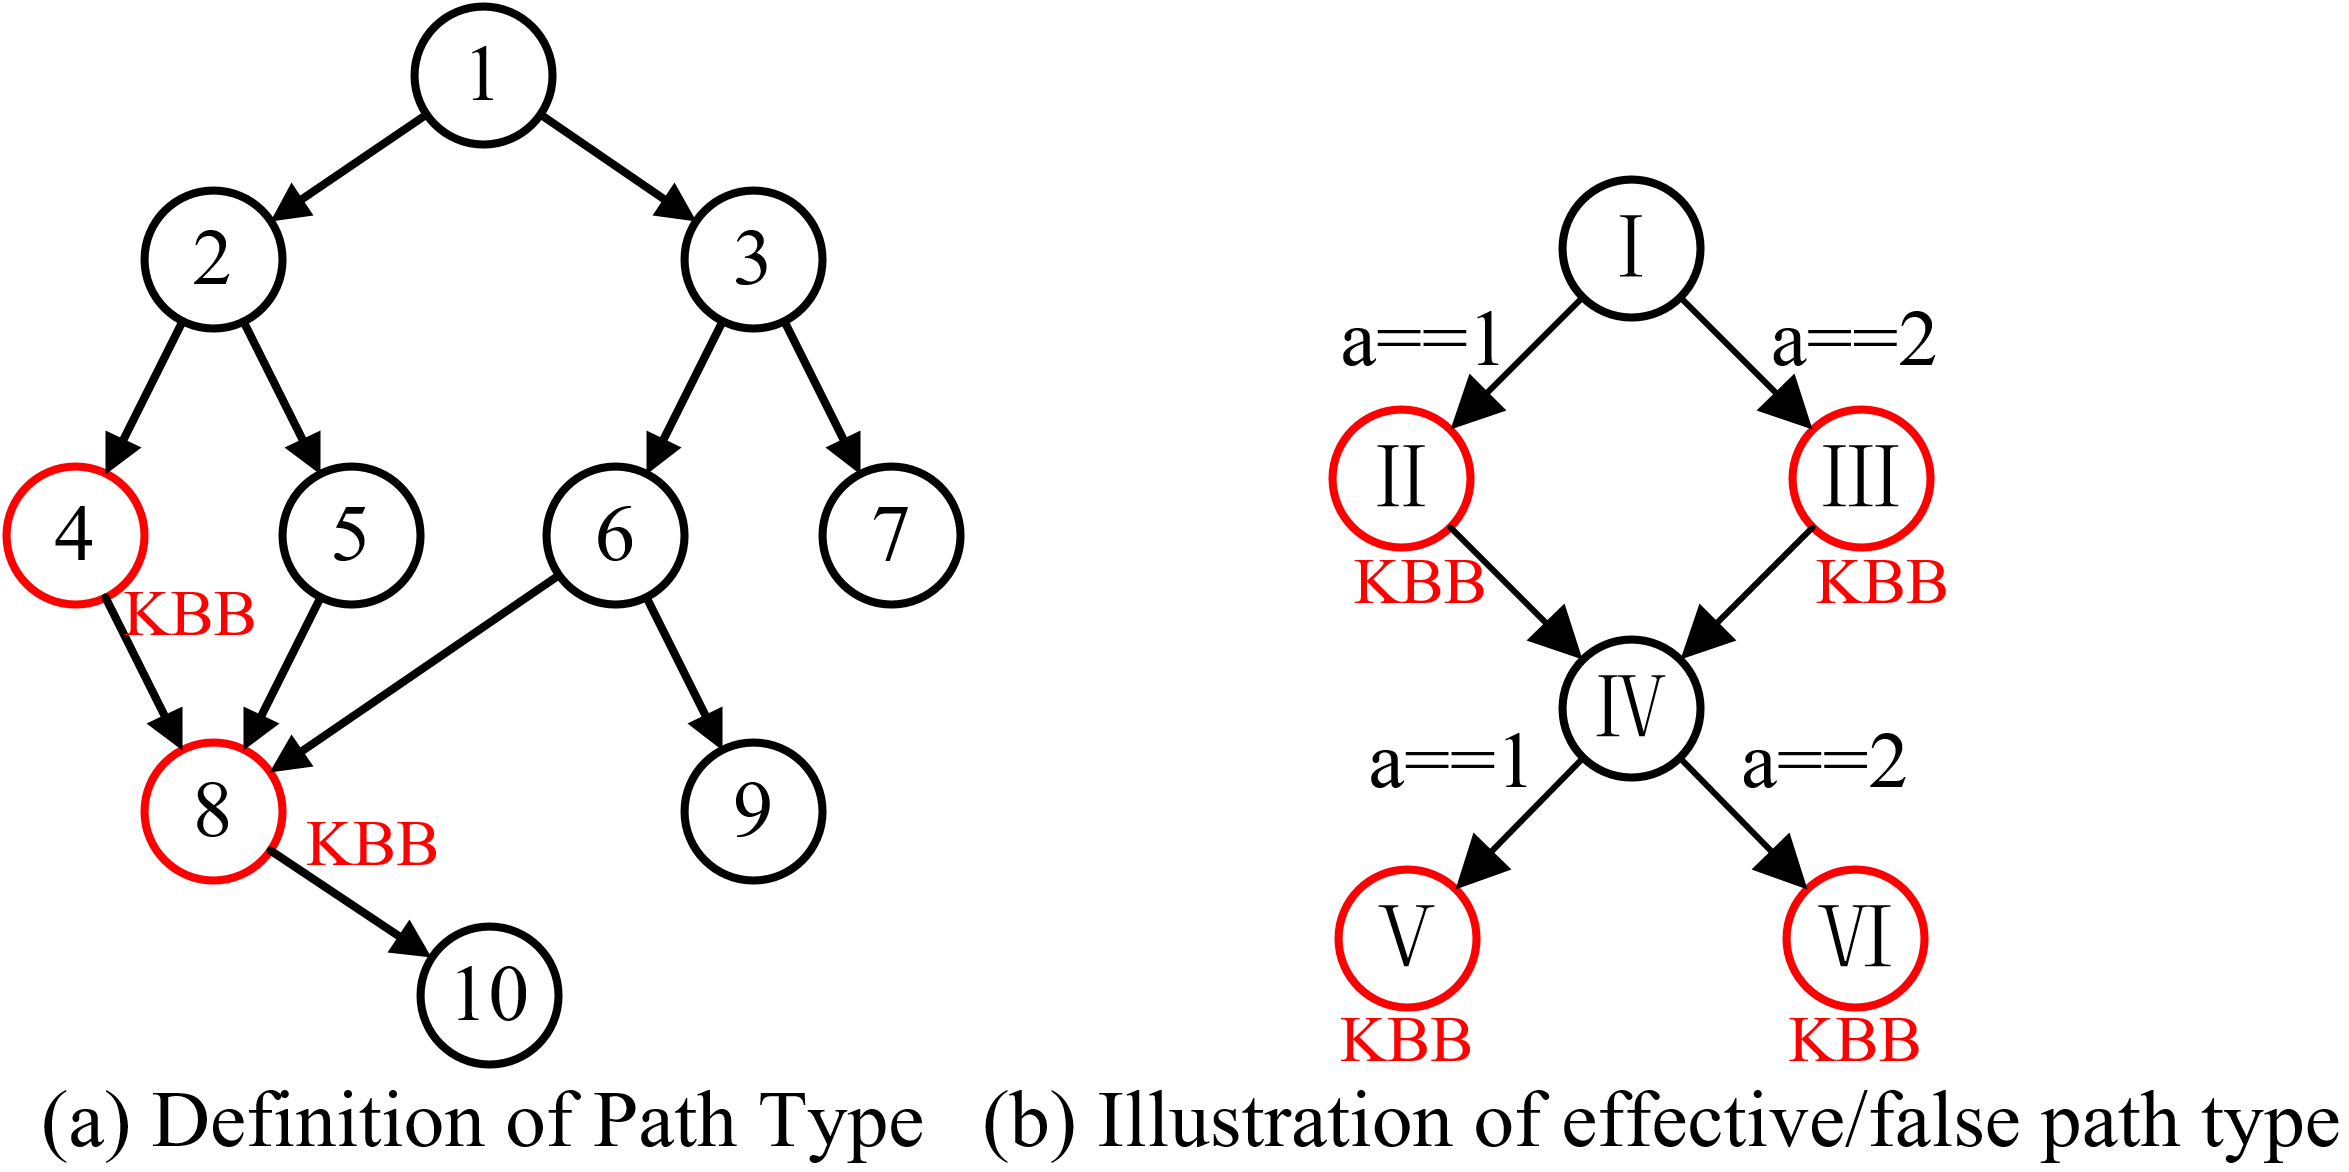 1
2
3
4
5
6
7
KBB
8
9
KBB
10
(a) Definition of Path Type
I
a==1
a==2
II
III
KBB
KBB
IV
a==1
a==2
V
VI
KBB
KBB
(b) Illustration of effective/false path type